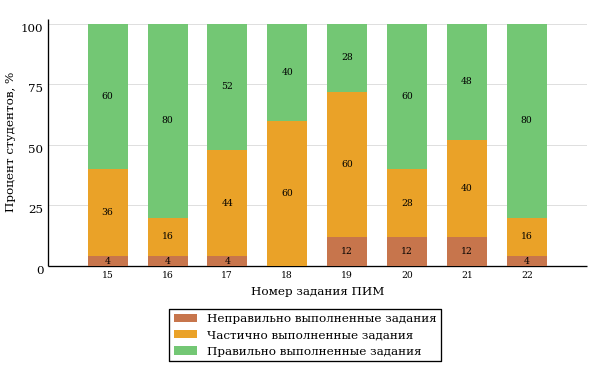 100
75
50
25
0
Процент студентов, %
60 80 52 40 28 60 48 80
36 16 44 60 60 28 40 16
4 4 4 12 12 12 4
15 16 17 18 19 20 21 22
Номер задания ПИМ
Неправильно выполненные задания
Частично выполненные задания
Правильно выполненные задания